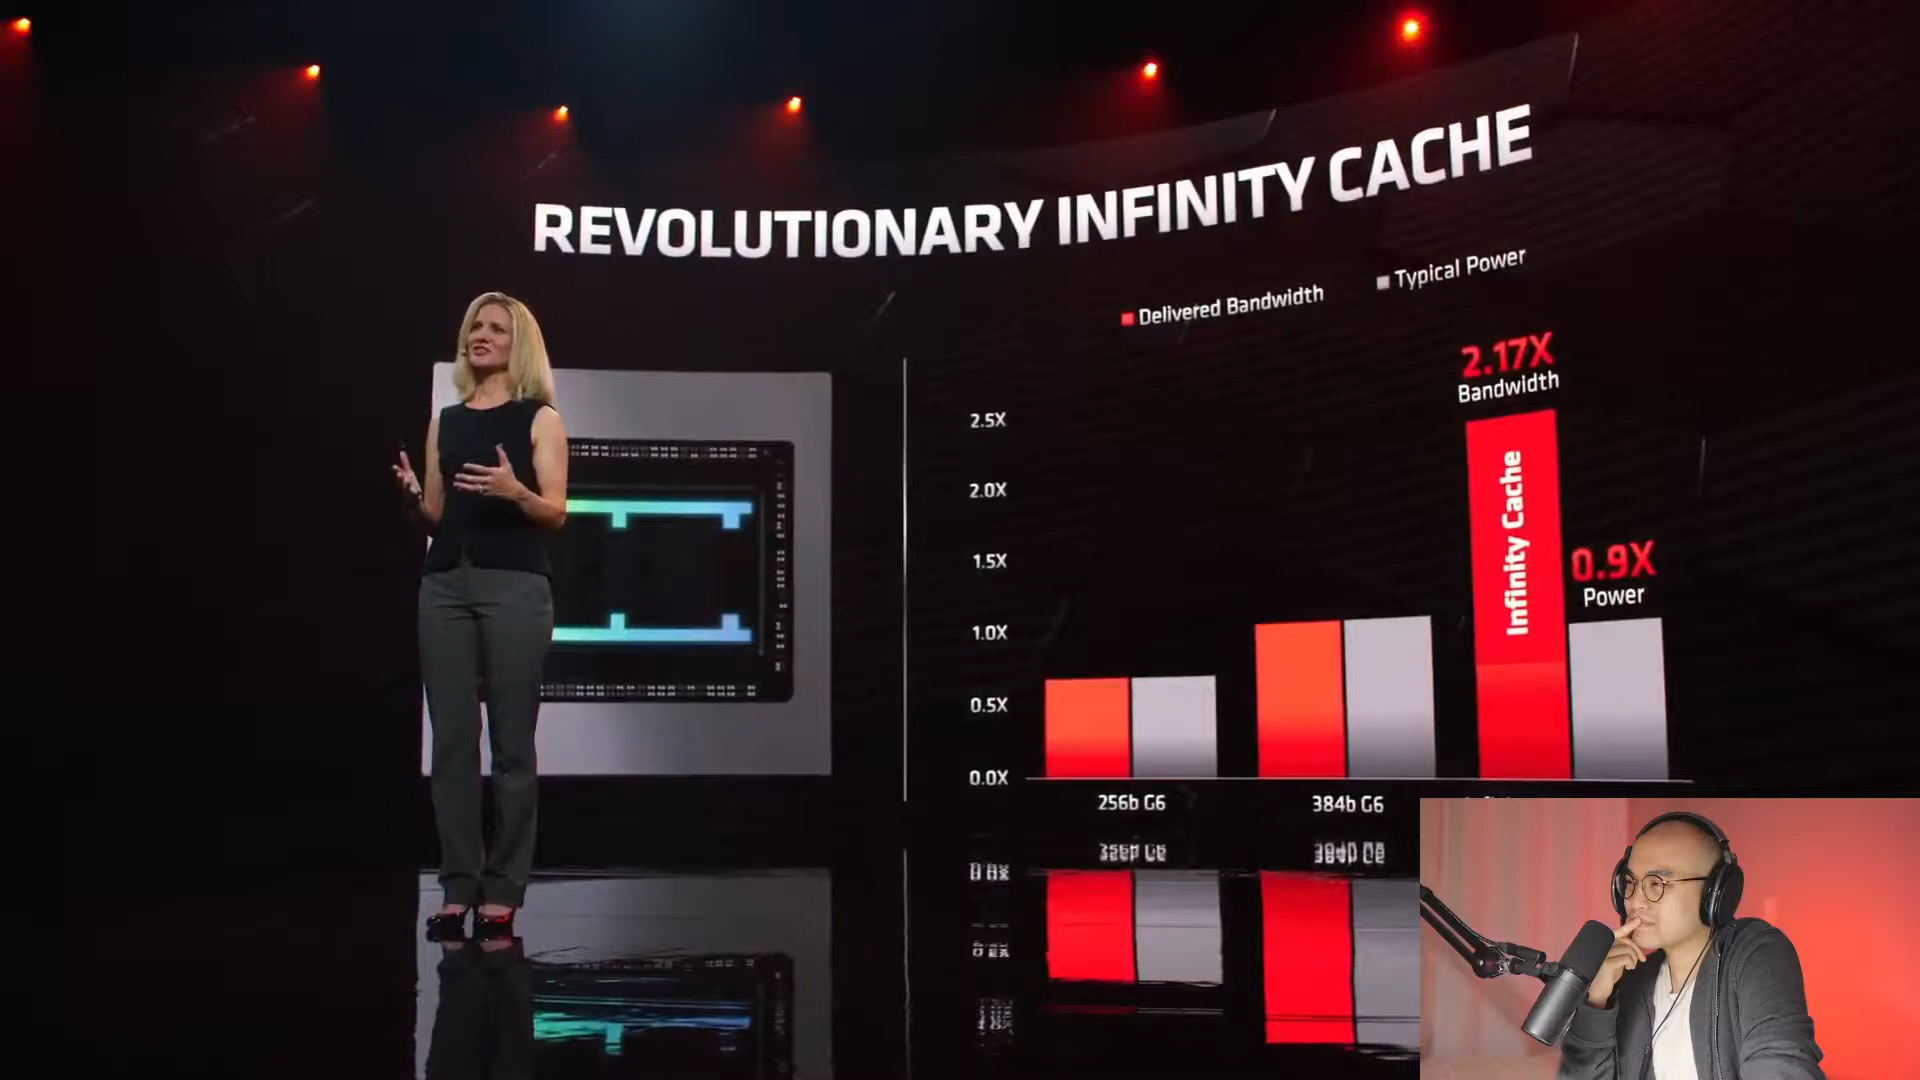 REVOLUTIONARY INFINITY CACHE
Delivered Bandwidth
Typical Power
2.17X
Bandwidth
2.5X
2.0X
1.5X
1.0X
0.5X
0.0X
Infinity Cache
0.9X
Power
256b G6
384b G6